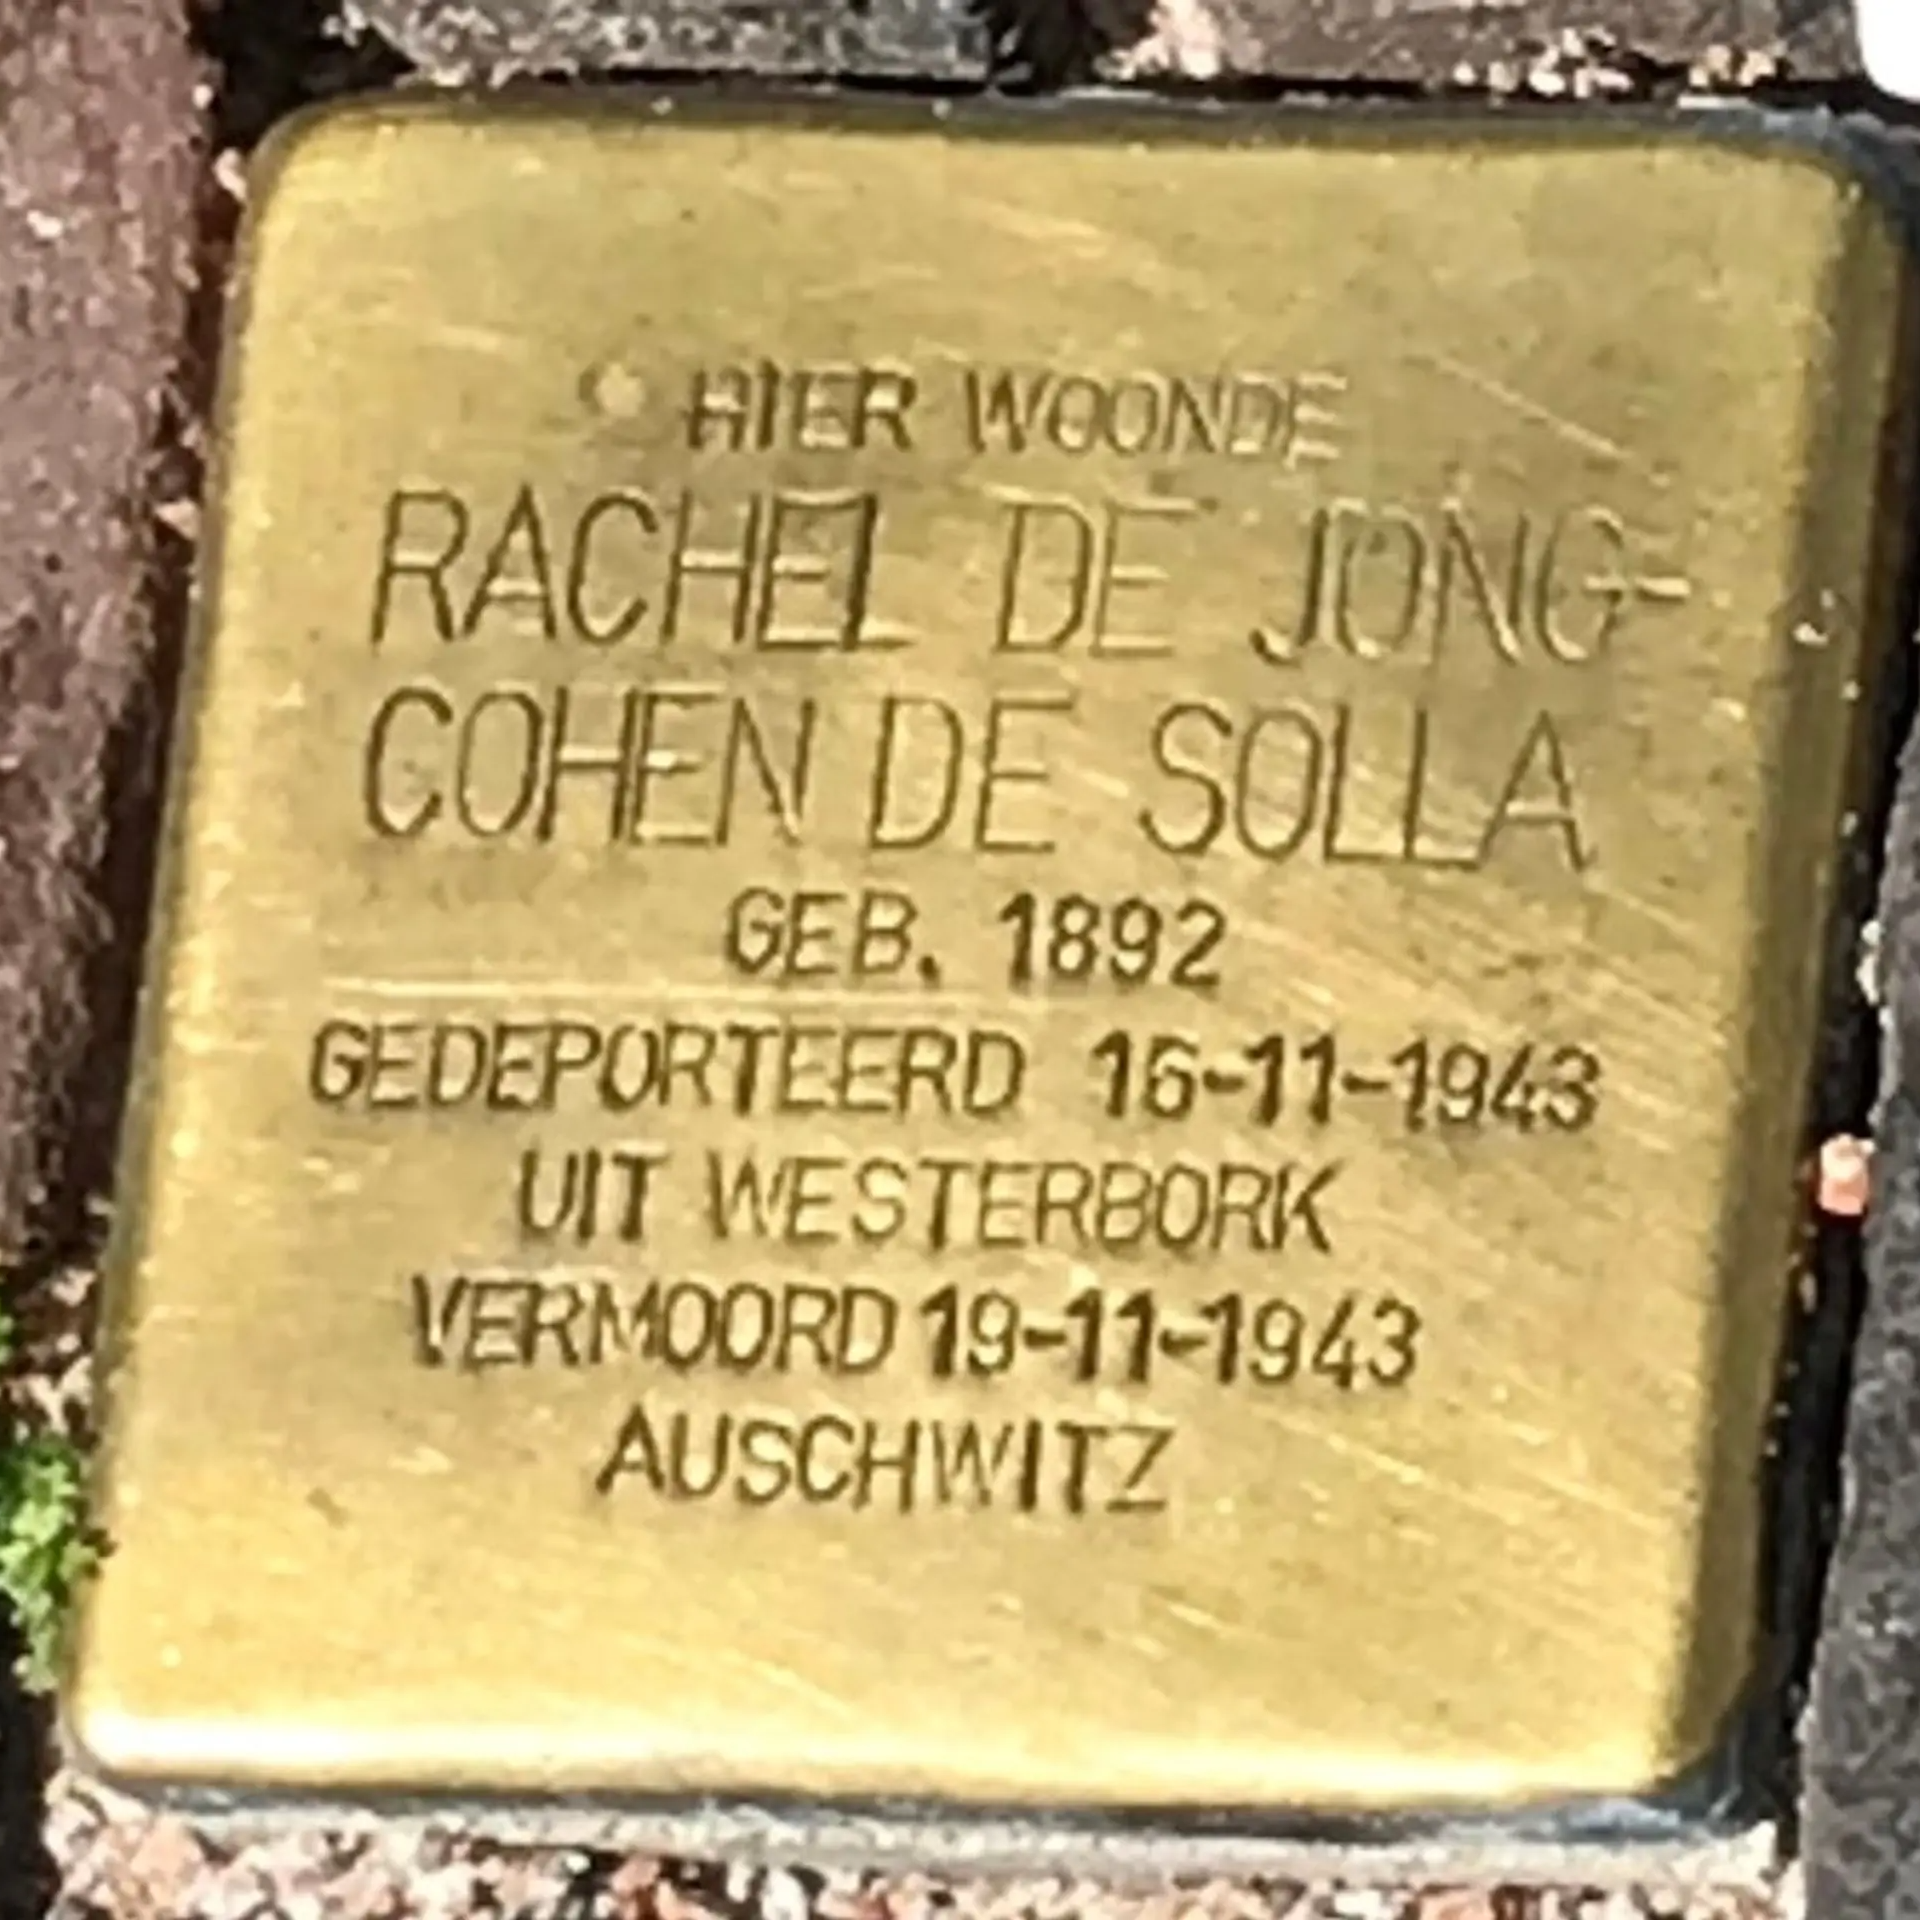 HIER WOONDE
RACHEL DE JONG-
COHEN DE SOLLA
GEB. 1892
GEDEPORTEERD 16-11-1943
UIT WESTERBORK
VERMOORD 19-11-1943
AUSCHWITZ